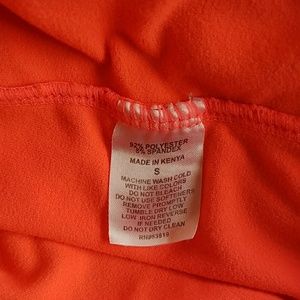 92% POLYESTER
8% SPANDEX
MADE IN KENYA
S
MACHINE WASH COLD
WITH LIKE COLORS
DO NOT BLEACH
DO NOT USE SOFTENERS
REMOVE PROMPTLY
TUMBLE DRY LOW
LOW IRON REVERSE
IF NEEDED
DO NOT DRY CLEAN